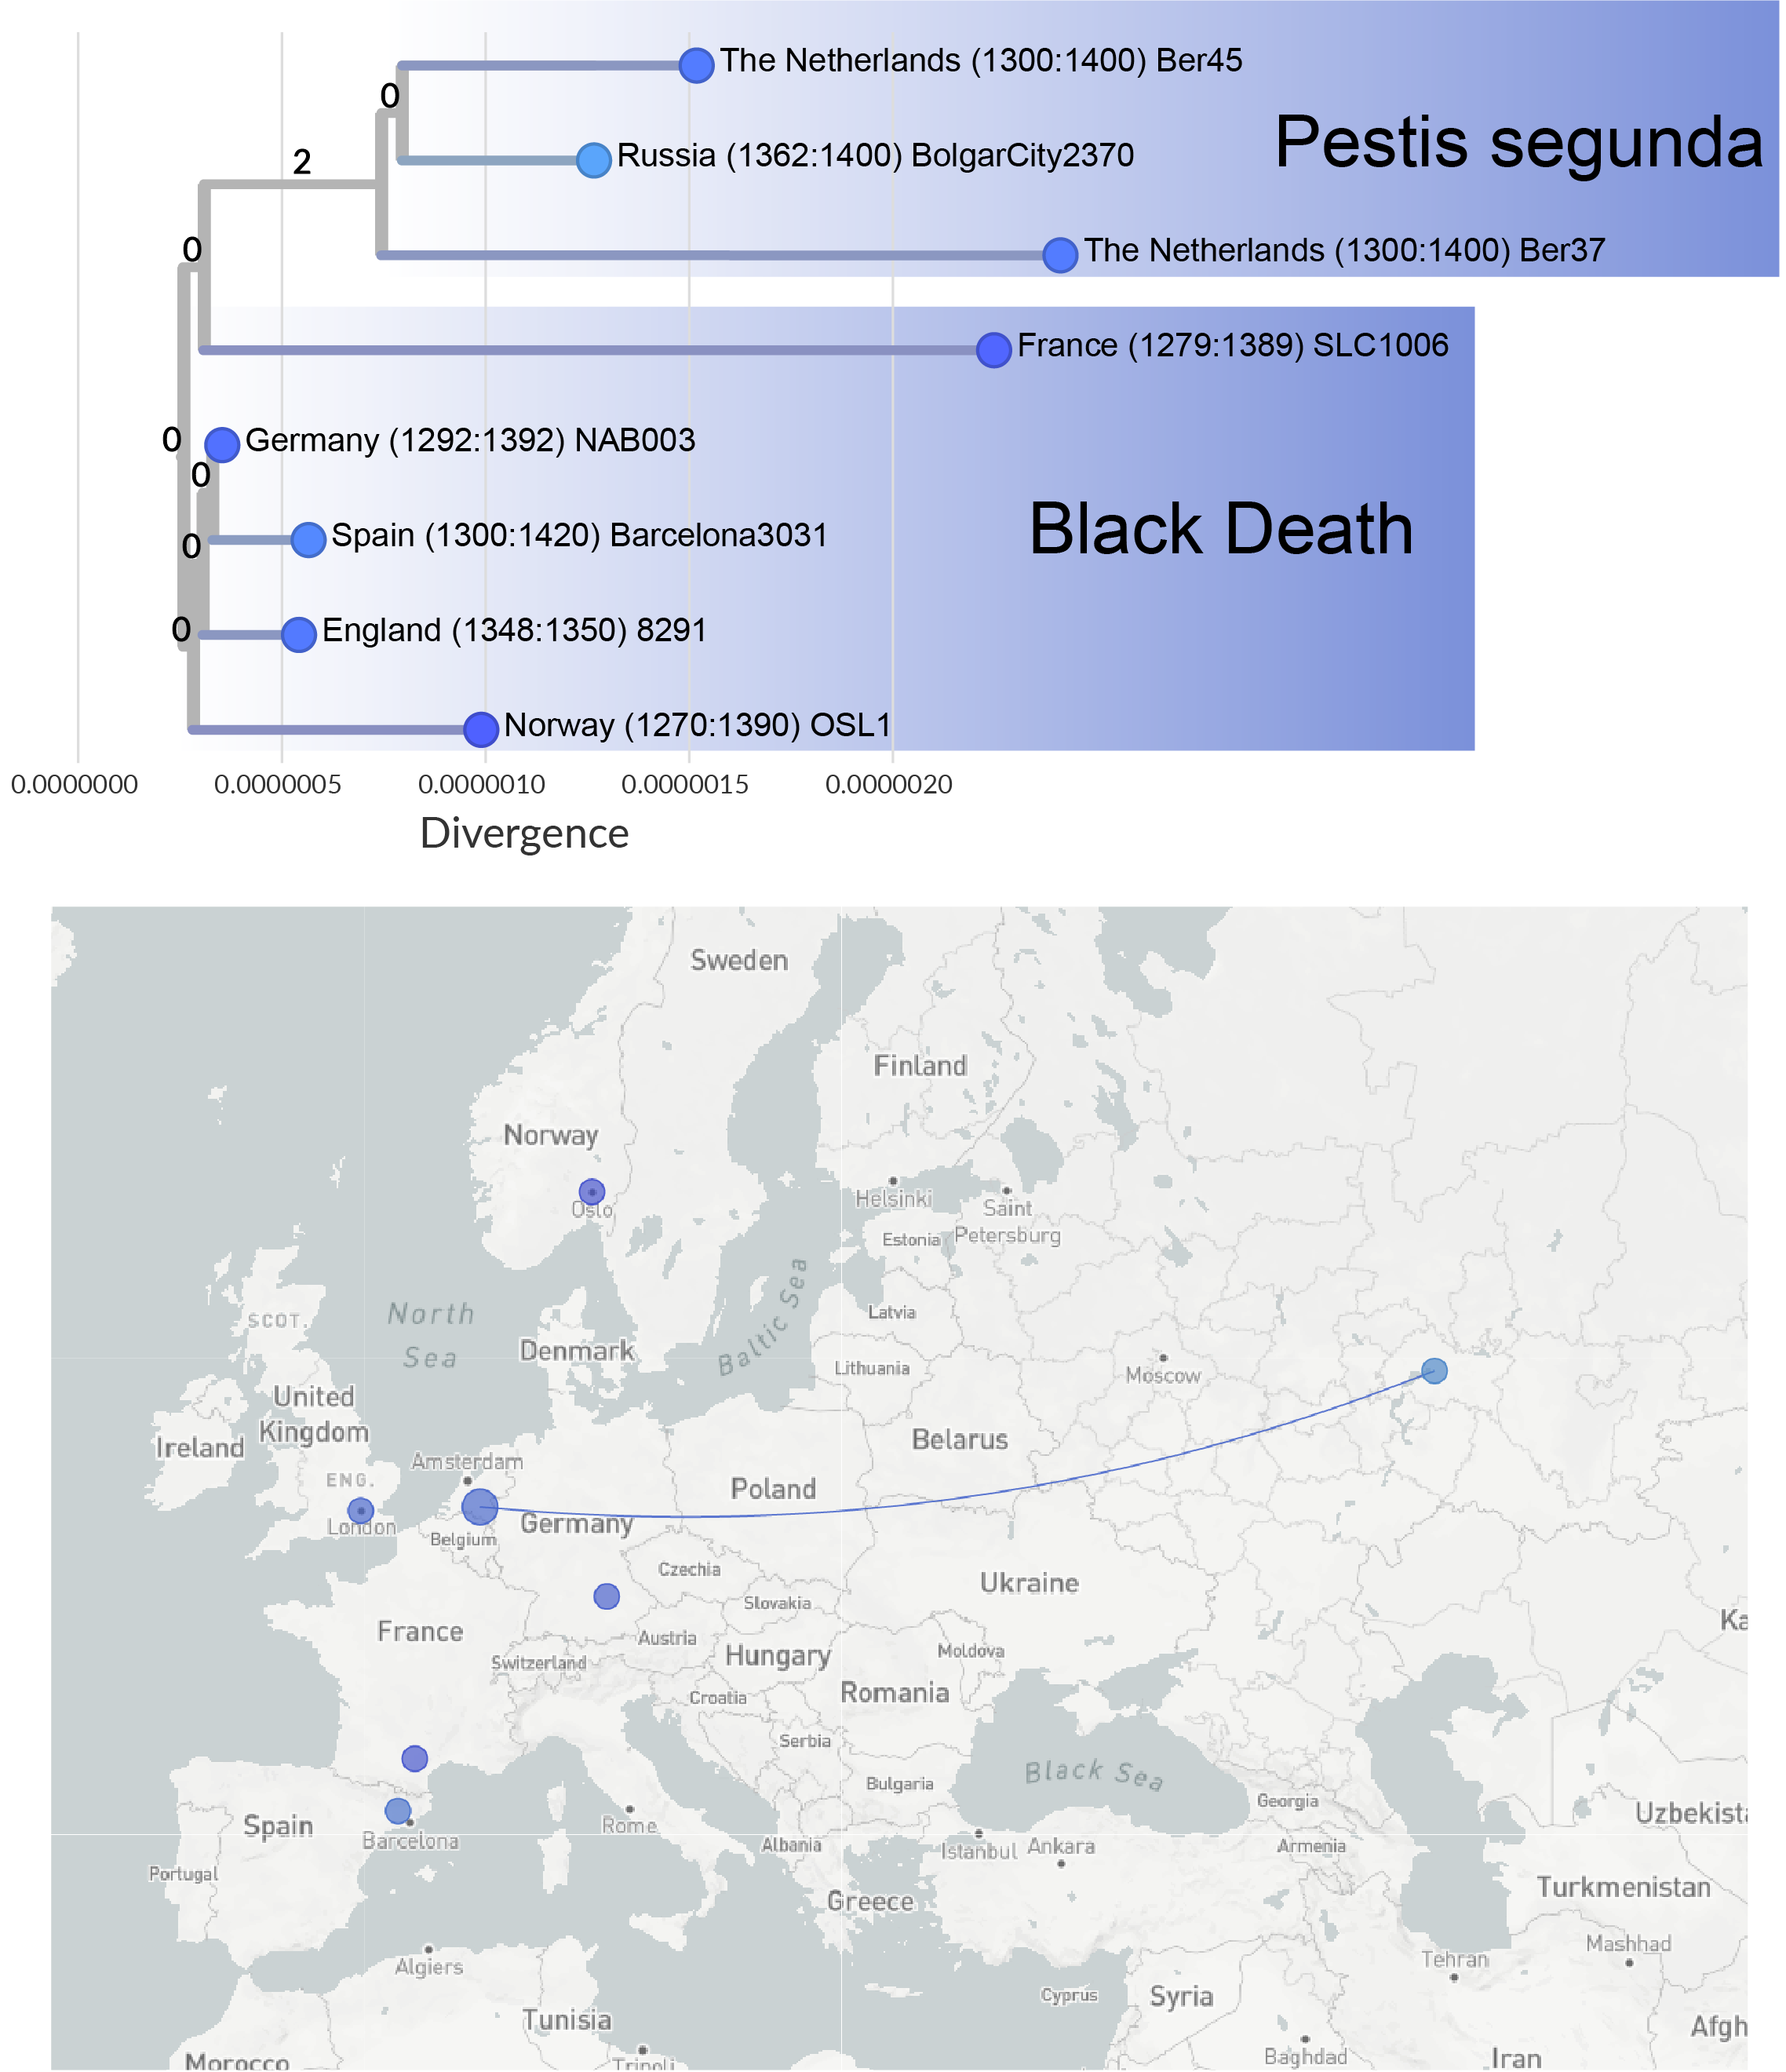 The Netherlands (1300:1400) Ber45
0
Pestis segunda
Russia (1362:1400) BolgarCity2370
2
0
The Netherlands (1300:1400) Ber37
France (1279:1389) SLC1006
0
Germany (1292:1392) NAB003
0
Black Death
Spain (1300:1420) Barcelona3031
0
England (1348:1350) 8291
0
Norway (1270:1390) OSL1
0.0000000 0.0000005 0.0000010 0.0000015 0.0000020
Divergence
Sweden
Finland
Norway
Helsinki
Saint
Petersburg
Oslo
Estonia
North
Sea
Baltic Sea
SCOT.
Latvia
Denmark
Lithuania
Moscow
United
Kingdom
Ireland
Belarus
Amsterdam
ENG.
Poland
London
Belgium
Germany
Czechia
Ukraine
Slovakia
France
Ka
Austria
Moldova
Switzerland
Hungary
Croatia
Romania
Serbia
Black Sea
Bulgaria
Georgia
Uzbekista
Spain
Barcelona
Rome
Albania
Istanbul
Ankara
Armenia
Portugal
Greece
Turkmenistan
Algiers
Tehran
Mashhad
Cyprus
Syria
Tunisia
Afgh
Baghdad
Iran
Morocco
Tripoli